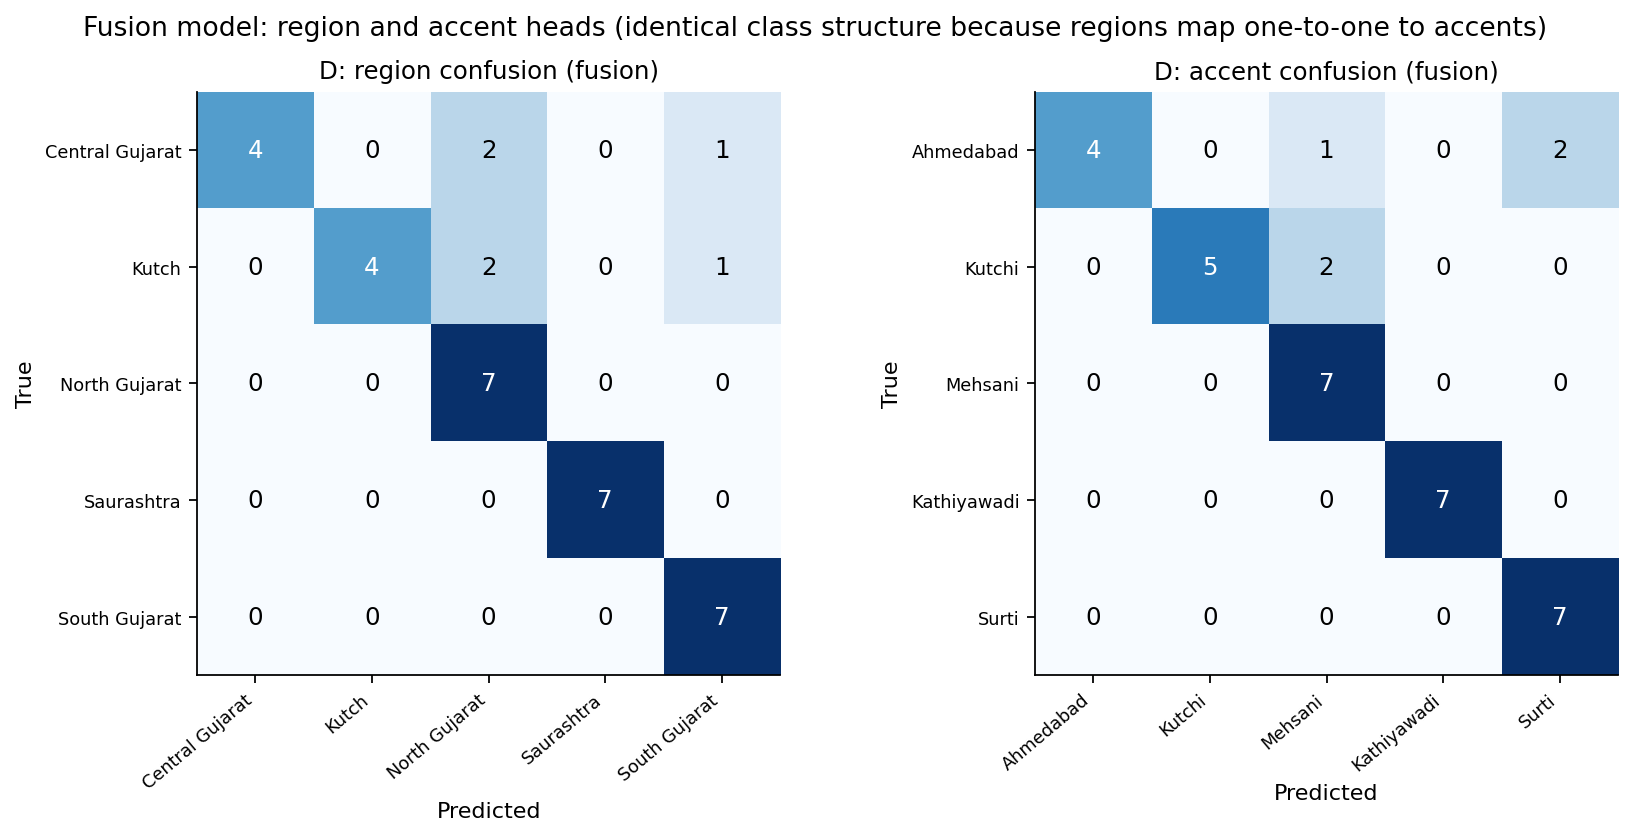 Fusion model: region and accent heads (identical class structure because regions map one-to-one to accents)
D: region confusion (fusion)
True
Central Gujarat 4 0 2 0 1
Kutch 0 4 2 0 1
North Gujarat 0 0 7 0 0
Saurashtra 0 0 0 7 0
South Gujarat 0 0 0 0 7
Central Gujarat Kutch North Gujarat Saurashtra South Gujarat
Predicted
D: accent confusion (fusion)
True
Ahmedabad 4 0 1 0 2
Kutchi 0 5 2 0 0
Mehsani 0 0 7 0 0
Kathiyawadi 0 0 0 7 0
Surti 0 0 0 0 7
Ahmedabad Kutchi Mehsani Kathiyawadi Surti
Predicted